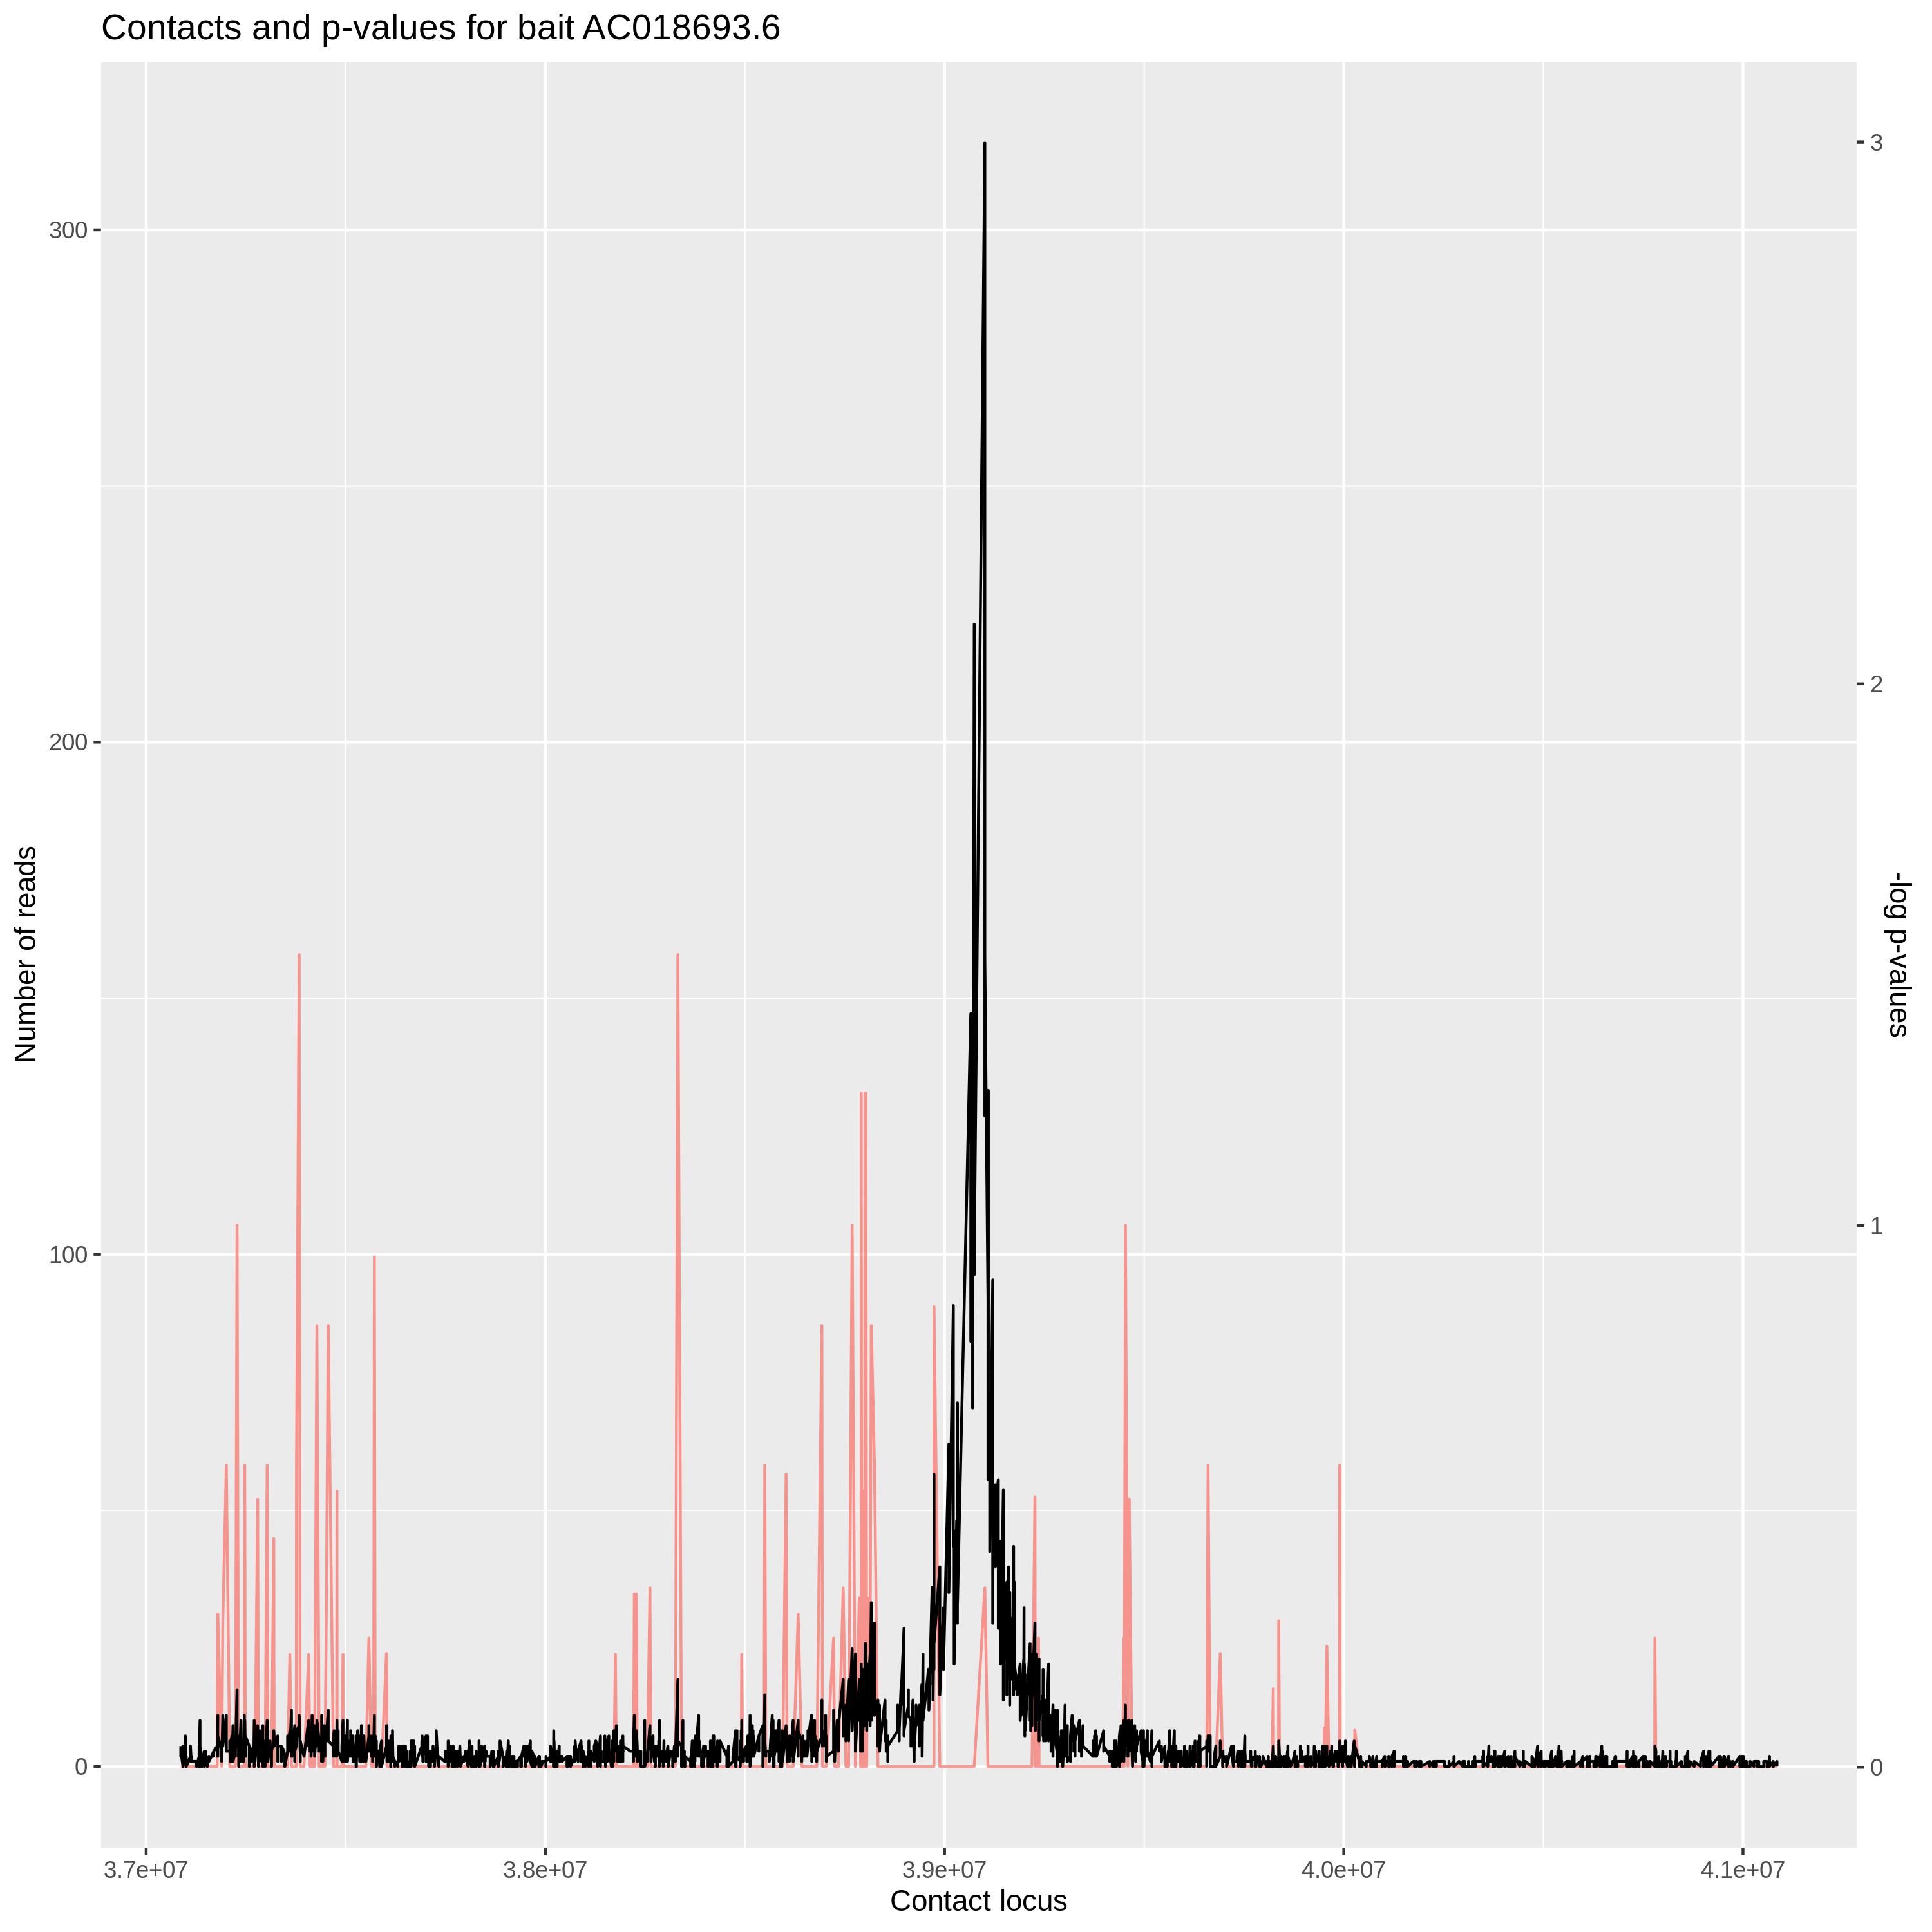 Contacts and p-values for bait AC018693.6
300
200
100
0
Number of reads
3
2
1
0
-log p-values
3.7e+07
3.8e+07
3.9e+07
4.0e+07
4.1e+07
Contact locus